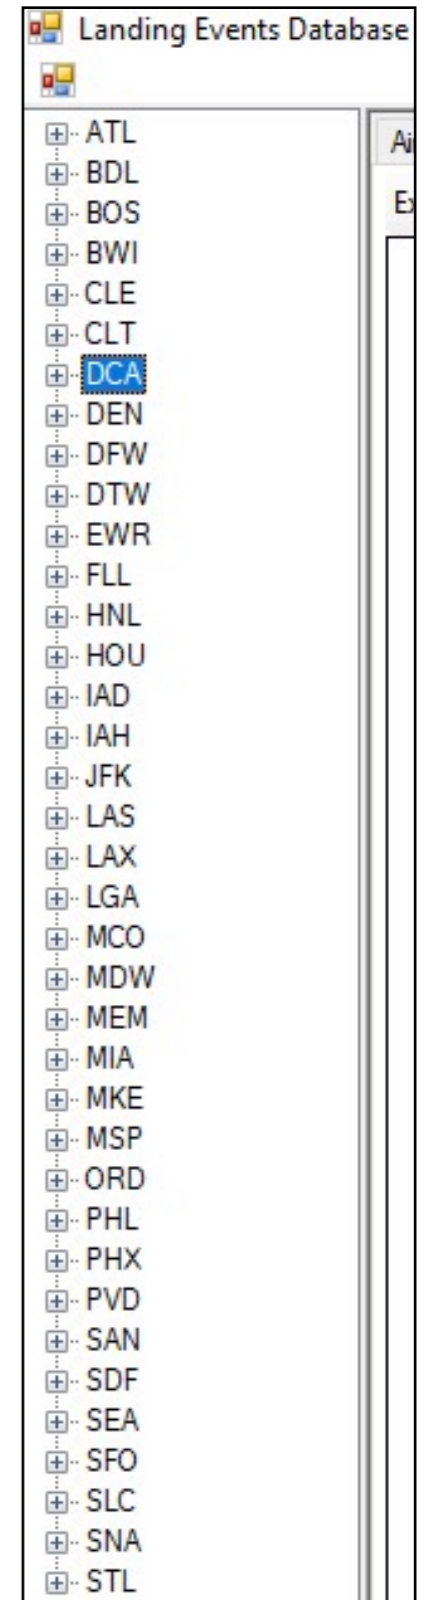 Landing Events Database
ATL
BDL
BOS
BWI
CLE
CLT
DCA
DEN
DFW
DTW
EWR
FLL
HNL
HOU
IAD
IAH
JFK
LAS
LAX
LGA
MCO
MDW
MEM
MIA
MKE
MSP
ORD
PHL
PHX
PVD
SAN
SDF
SEA
SFO
SLC
SNA
STL